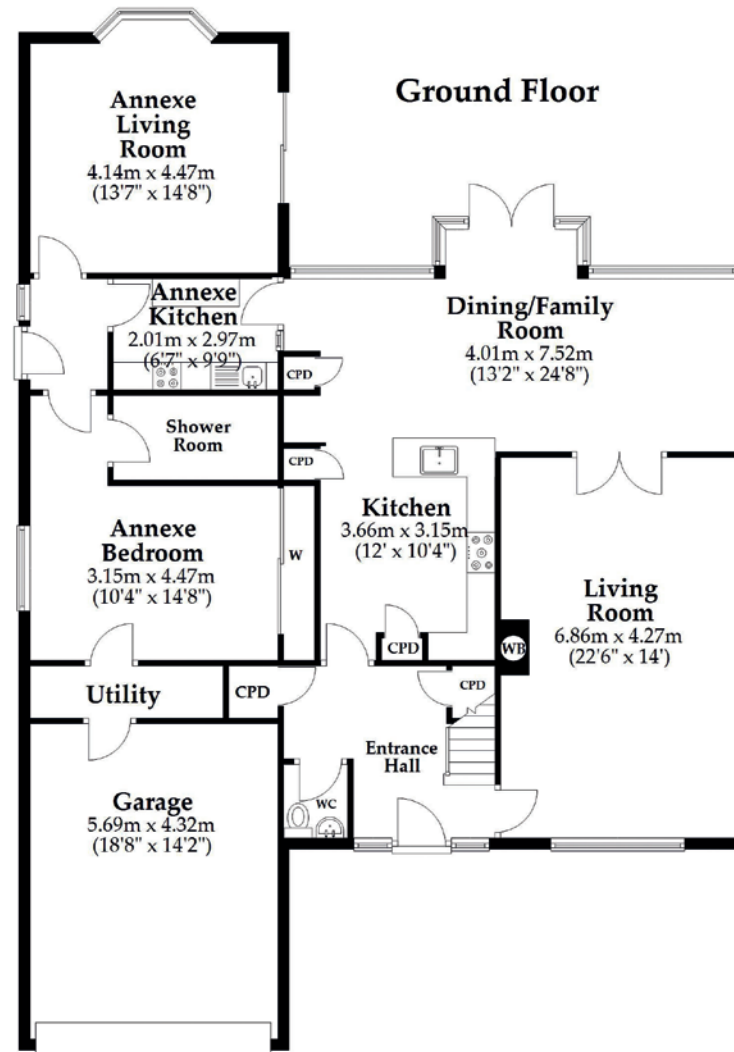 Ground Floor
Annexe
Living
Room
4.14m x 4.47m
(13'7" x 14'8")
Annexe
Kitchen
2.01m x 2.97m
(6'7" x 9'9")
Dining/Family
Room
4.01m x 7.52m
(13'2" x 24'8")
CPD
Shower
Room
CPD
Kitchen
3.66m x 3.15m
(12' x 10'4")
Annexe
Bedroom
3.15m x 4.47m
(10'4" x 14'8")
W
Living
Room
6.86m x 4.27m
(22'6" x 14')
WB
CPD
Utility
CPD
CPD
Entrance
Hall
WC
Garage
5.69m x 4.32m
(18'8" x 14'2")